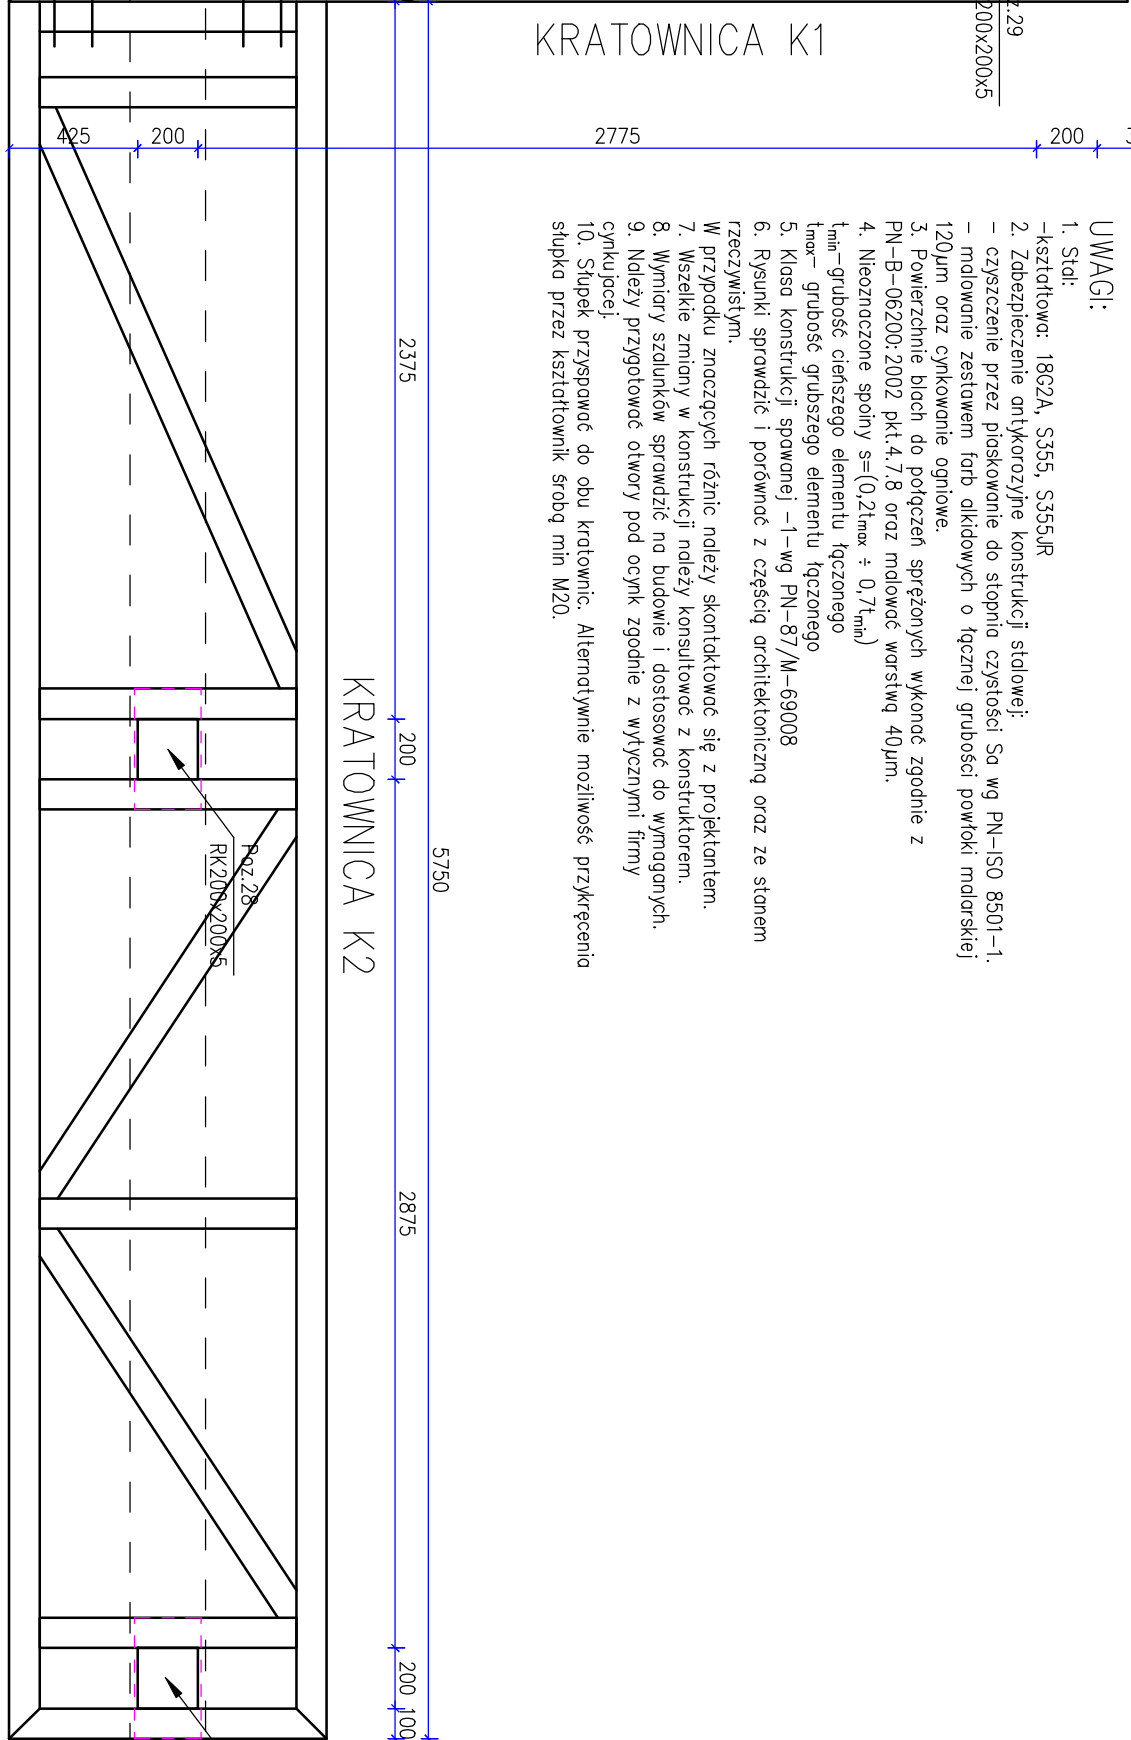 KRATOWNICA K1
z.29
200x200x5
425
200
2775
200
UWAGI:
1. Stal:
-kształtowa: 18G2A, S355, S355JR
2. Zabezpieczenie antykorozyjne konstrukcji stalowej:
- czyszczenie przez piaskowanie do stopnia czystości Sa wg PN-ISO 8501-1.
- malowanie zestawem farb alkidowych o łącznej grubości powłoki malarskiej
120μm oraz cynkowanie ogniowe.
3. Powierzchnie blach do połączeń sprężonych wykonać zgodnie z
PN-B-06200:2002 pkt.4.7.8 oraz malować warstwą 40μm.
4. Nieoznaczone spoiny s=(0,2tmax ÷ 0,7tmin)
tmin-grubość cieńszego elementu łączonego
tmax- grubość grubszego elementu łączonego
5. Klasa konstrukcji spawanej -1-wg PN-87/M-69008
6. Rysunki sprawdzić i porównać z częścią architektoniczną oraz ze stanem
rzeczywistym.
W przypadku znaczących różnic należy skontaktować się z projektantem.
7. Wszelkie zmiany w konstrukcji należy konsultować z konstruktorem.
8. Wymiary szalunków sprawdzić na budowie i dostosować do wymaganych.
9. Należy przygotować otwory pod ocynk zgodnie z wytycznymi firmy
cynkującej.
10. Słupek przyspawać do obu kratownic. Alternatywnie możliwość przykręcenia
słupka przez kształtownik śrobą min M20.
2375
200
5750
2875
200
100
KRATOWNICA K2
Poz.28
RK200x200x5